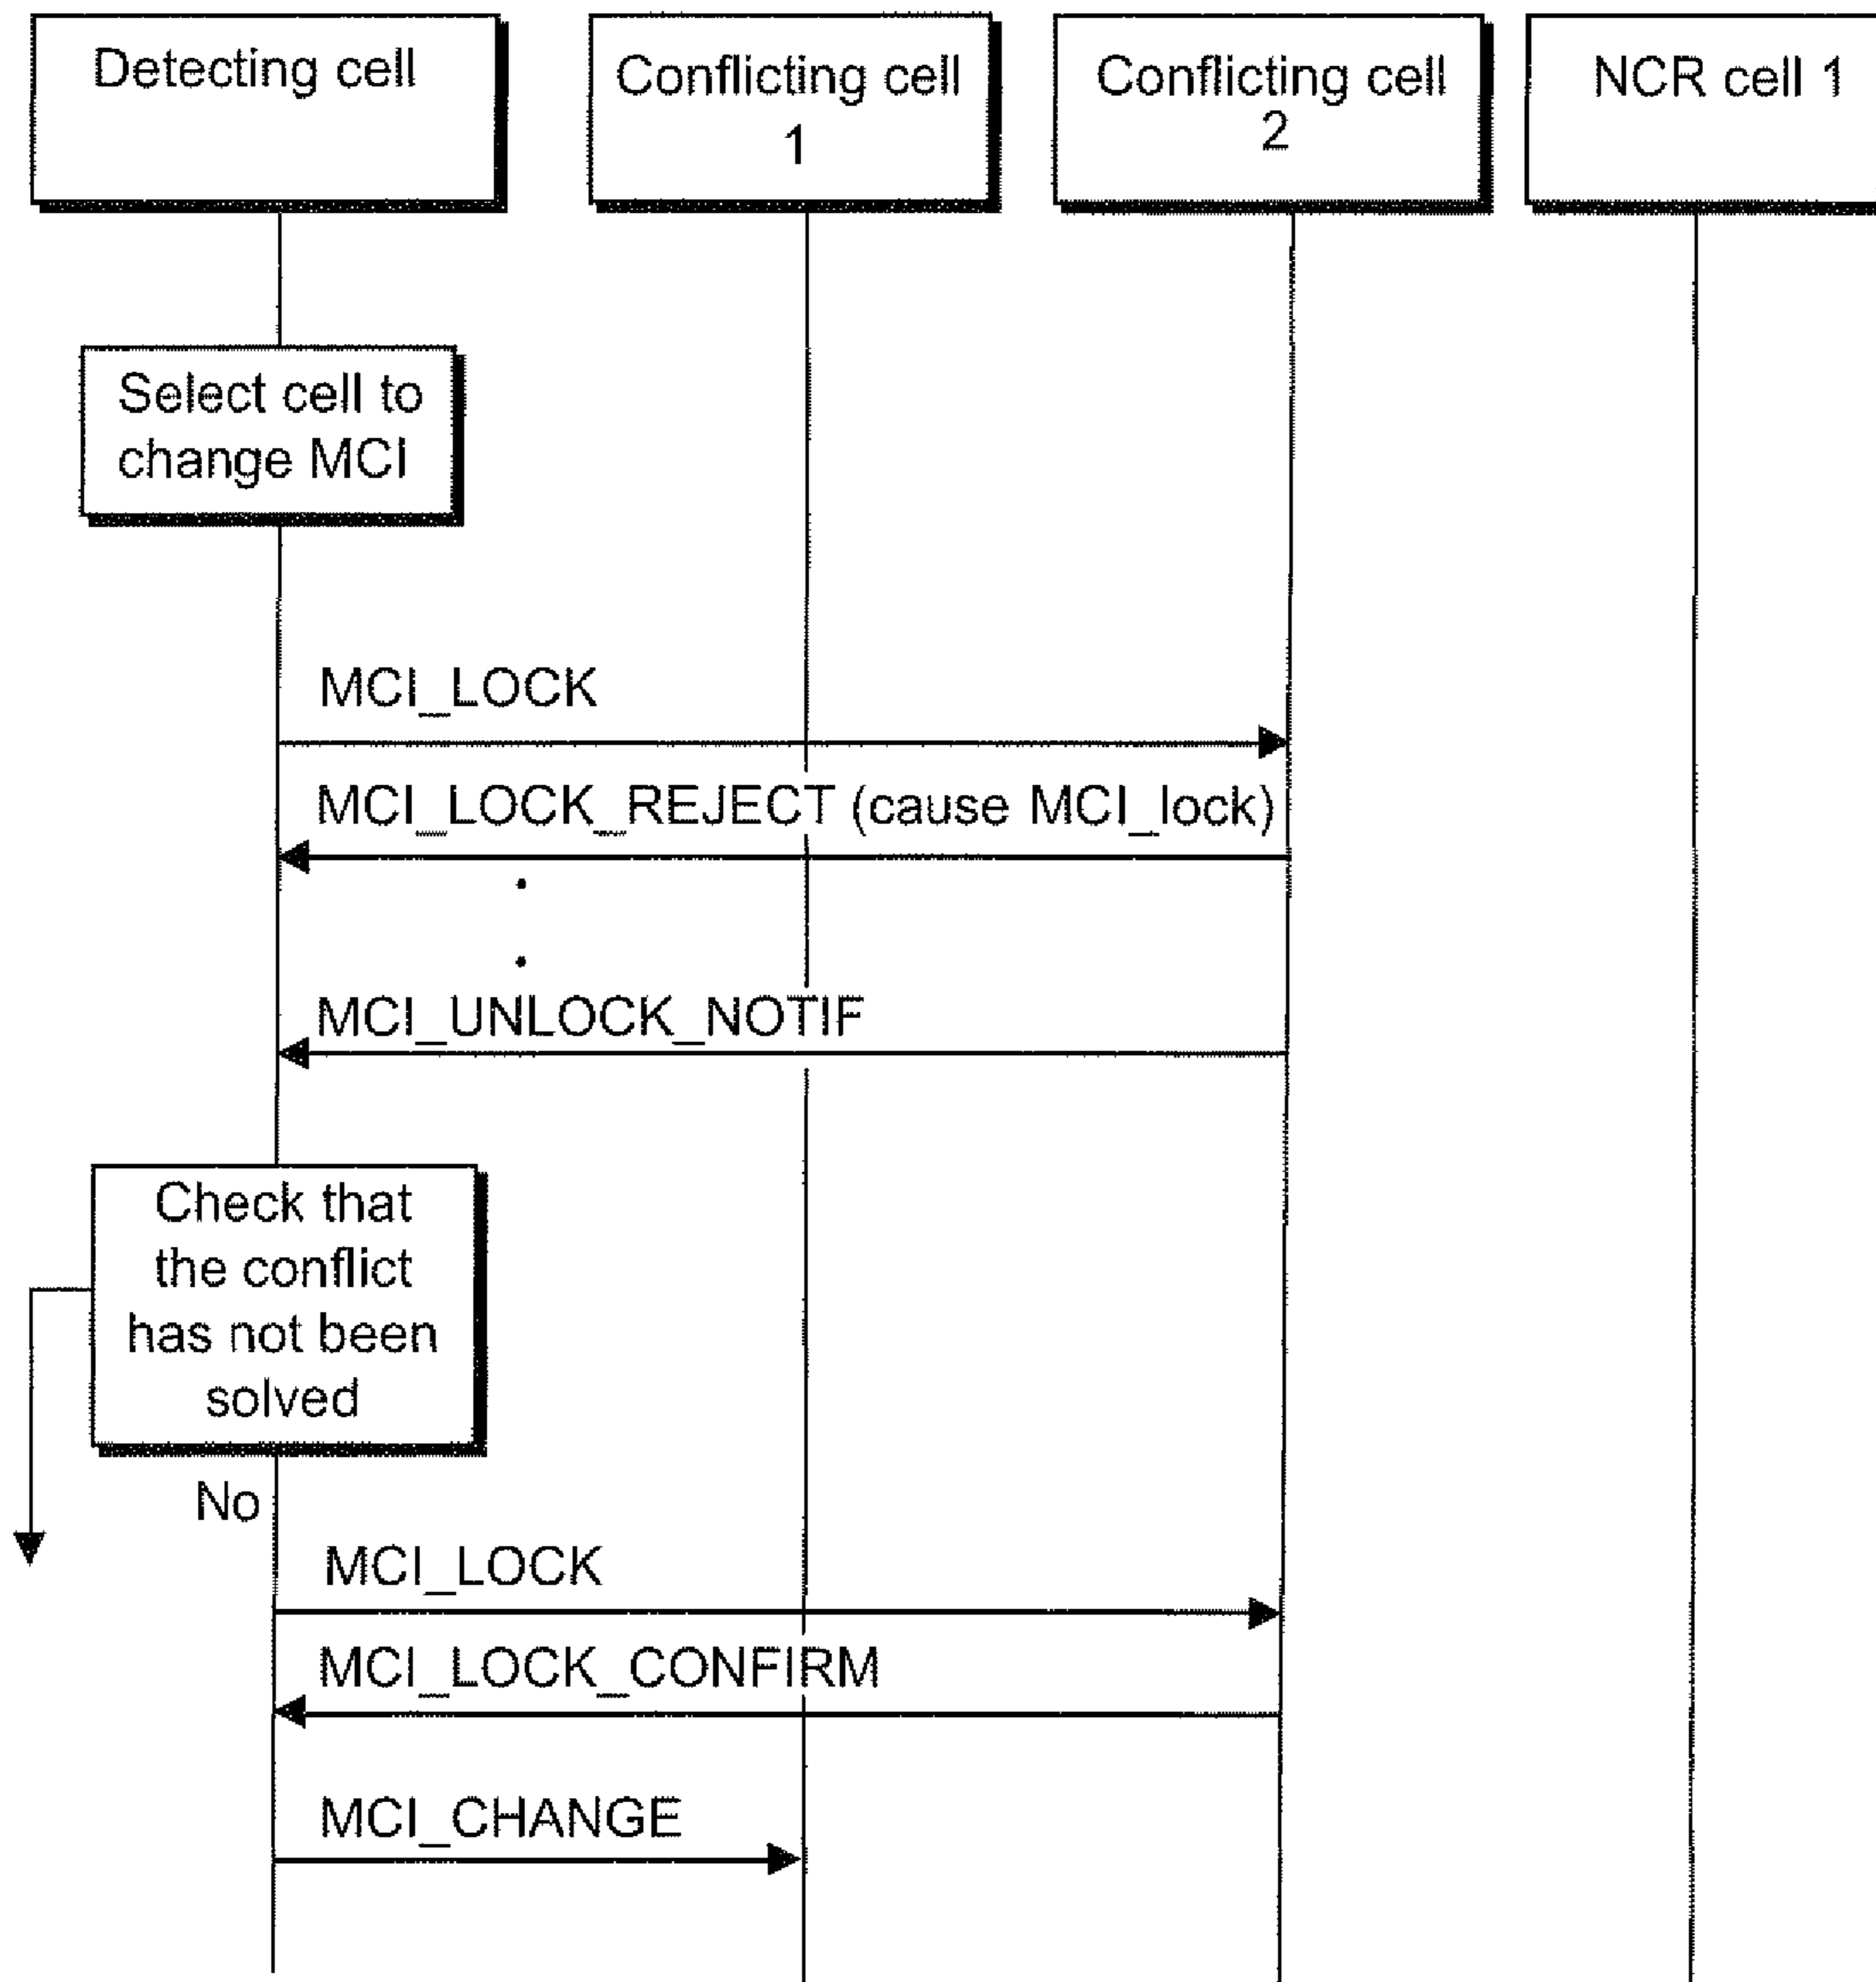 Detecting cell
Conflicting cell
1
Conflicting cell
2
NCR cell 1
Select cell to
change MCI
MCI_LOCK
MCI_LOCK_REJECT (cause MCI_lock)
MCI_UNLOCK_NOTIF
Check that
the conflict
has not been
solved
No
MCI_LOCK
MCI_LOCK_CONFIRM
MCI_CHANGE